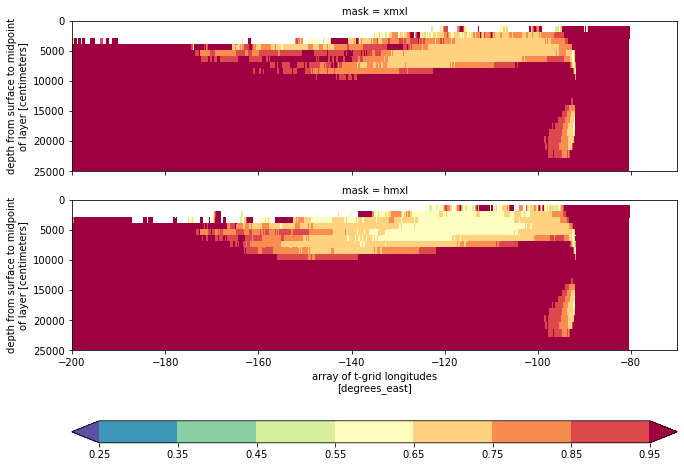 mask = xmxl
0
5000
10000
15000
20000
25000
depth from surface to midpoint
of layer [centimeters]
mask = hmxl
0
5000
10000
15000
20000
25000
depth from surface to midpoint
of layer [centimeters]
−200 −180 −160 −140 −120 −100 −80
array of t-grid longitudes
[degrees_east]
0.25 0.35 0.45 0.55 0.65 0.75 0.85 0.95